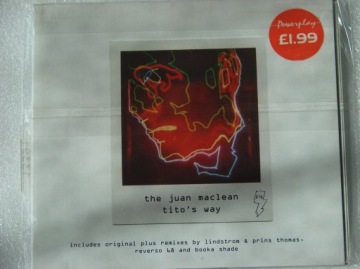 Powerplay
£1.99
the juan maclean
tito's way
includes original plus remixes by lindstrom & prins thomas-
reverso 68 and booka shade